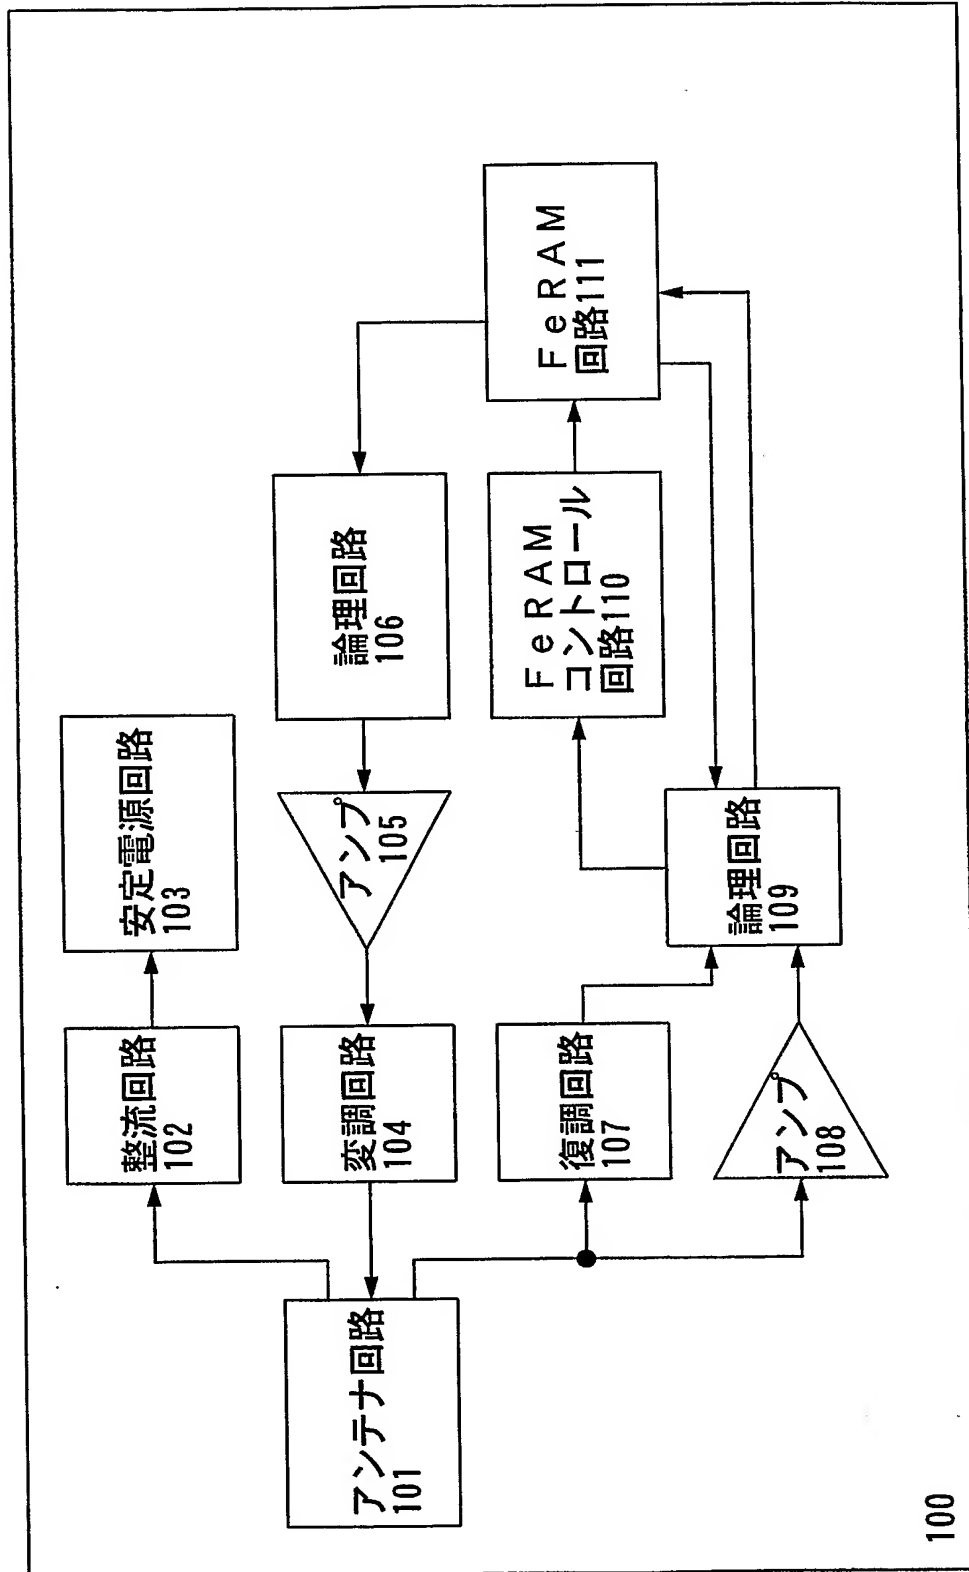 整流回路
102
安定電源回路
103
アンテナ回路
101
変調回路
104
アンプ
105
論理回路
106
復調回路
107
ＦｅＲＡＭ
コントロール
回路110
ＦｅＲＡＭ
回路111
アンプ
108
論理回路
109
100